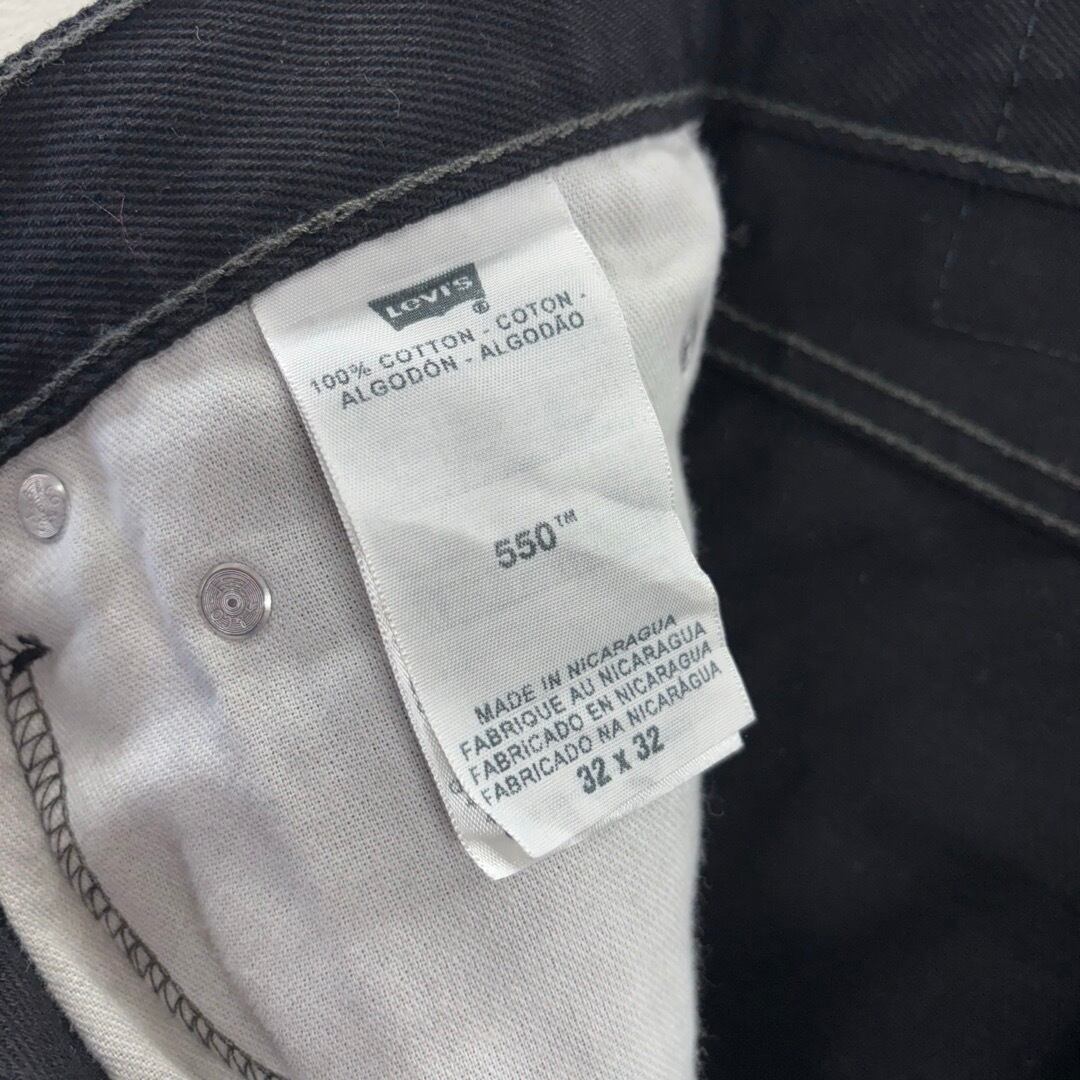 LEVI'S®
100% COTTON - COTON -
ALGODÓN - ALGODÃO
550™
MADE IN NICARAGUA
FABRIQUE AU NICARAGUA
FABRICADO EN NICARAGUA
FABRICADO NA NICARÁGUA
32 x 32